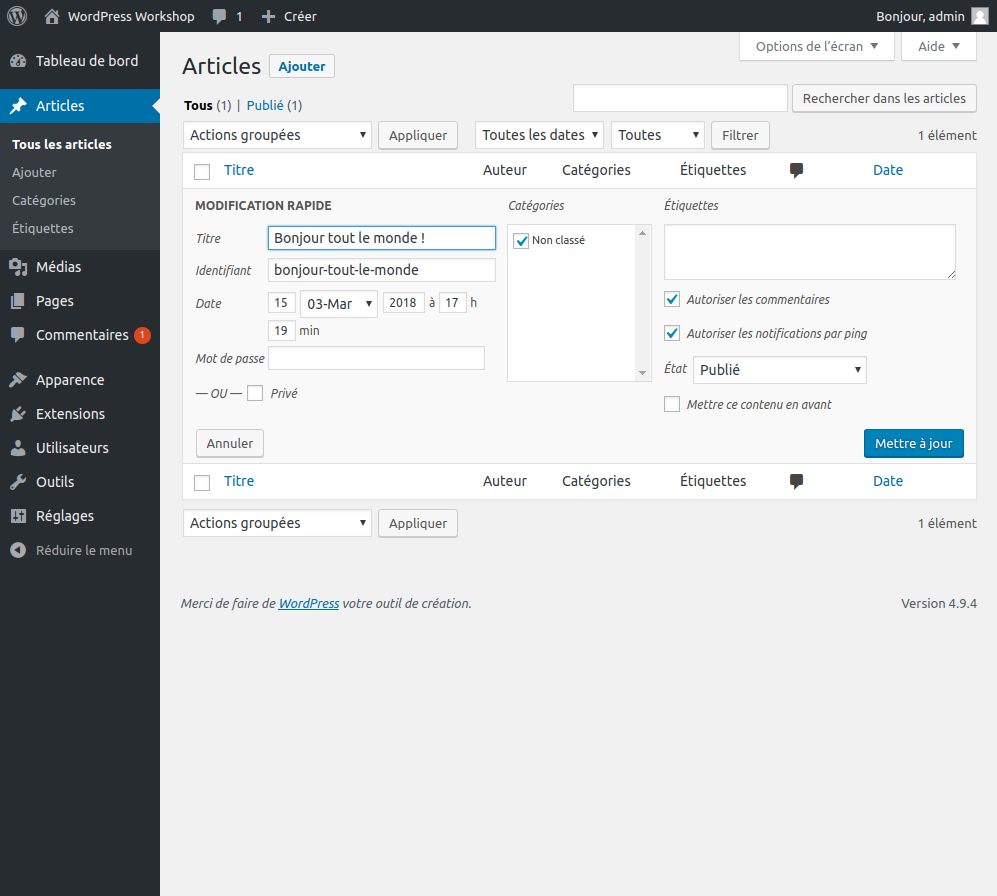 WordPress Workshop 1 Créer Bonjour, admin
Tableau de bord
Articles
Tous les articles
Ajouter
Catégories
Étiquettes
Médias
Pages
Commentaires 1
Apparence
Extensions
Utilisateurs
Outils
Réglages
Réduire le menu
Options de l'écran Aide
Articles Ajouter
Tous (1) | Publié (1)
Rechercher dans les articles
Actions groupées Appliquer Toutes les dates Toutes Filtrer 1 élément
Titre Auteur Catégories Étiquettes Date
MODIFICATION RAPIDE
Titre Bonjour tout le monde !
Identifiant bonjour-tout-le-monde
Date 15 03-Mar 2018 à 17 h
19 min
Mot de passe
— OU — Privé
Catégories
Non classé
Étiquettes
Autoriser les commentaires
Autoriser les notifications par ping
État Publié
Mettre ce contenu en avant
Annuler Mettre à jour
Titre Auteur Catégories Étiquettes Date
Actions groupées Appliquer 1 élément
Merci de faire de WordPress votre outil de création. Version 4.9.4